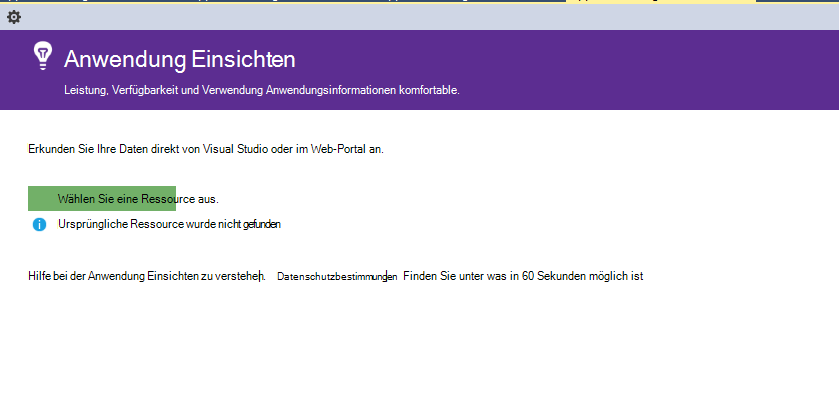 Anwendung Einsichten
Leistung, Verfügbarkeit und Verwendung Anwendungsinformationen komfortable.
Erkunden Sie Ihre Daten direkt von Visual Studio oder im Web-Portal an.
Wählen Sie eine Ressource aus.
Ursprüngliche Ressource wurde nicht gefunden
Hilfe bei der Anwendung Einsichten zu verstehen. Datenschutzbestimmungen Finden Sie unter was in 60 Sekunden möglich ist